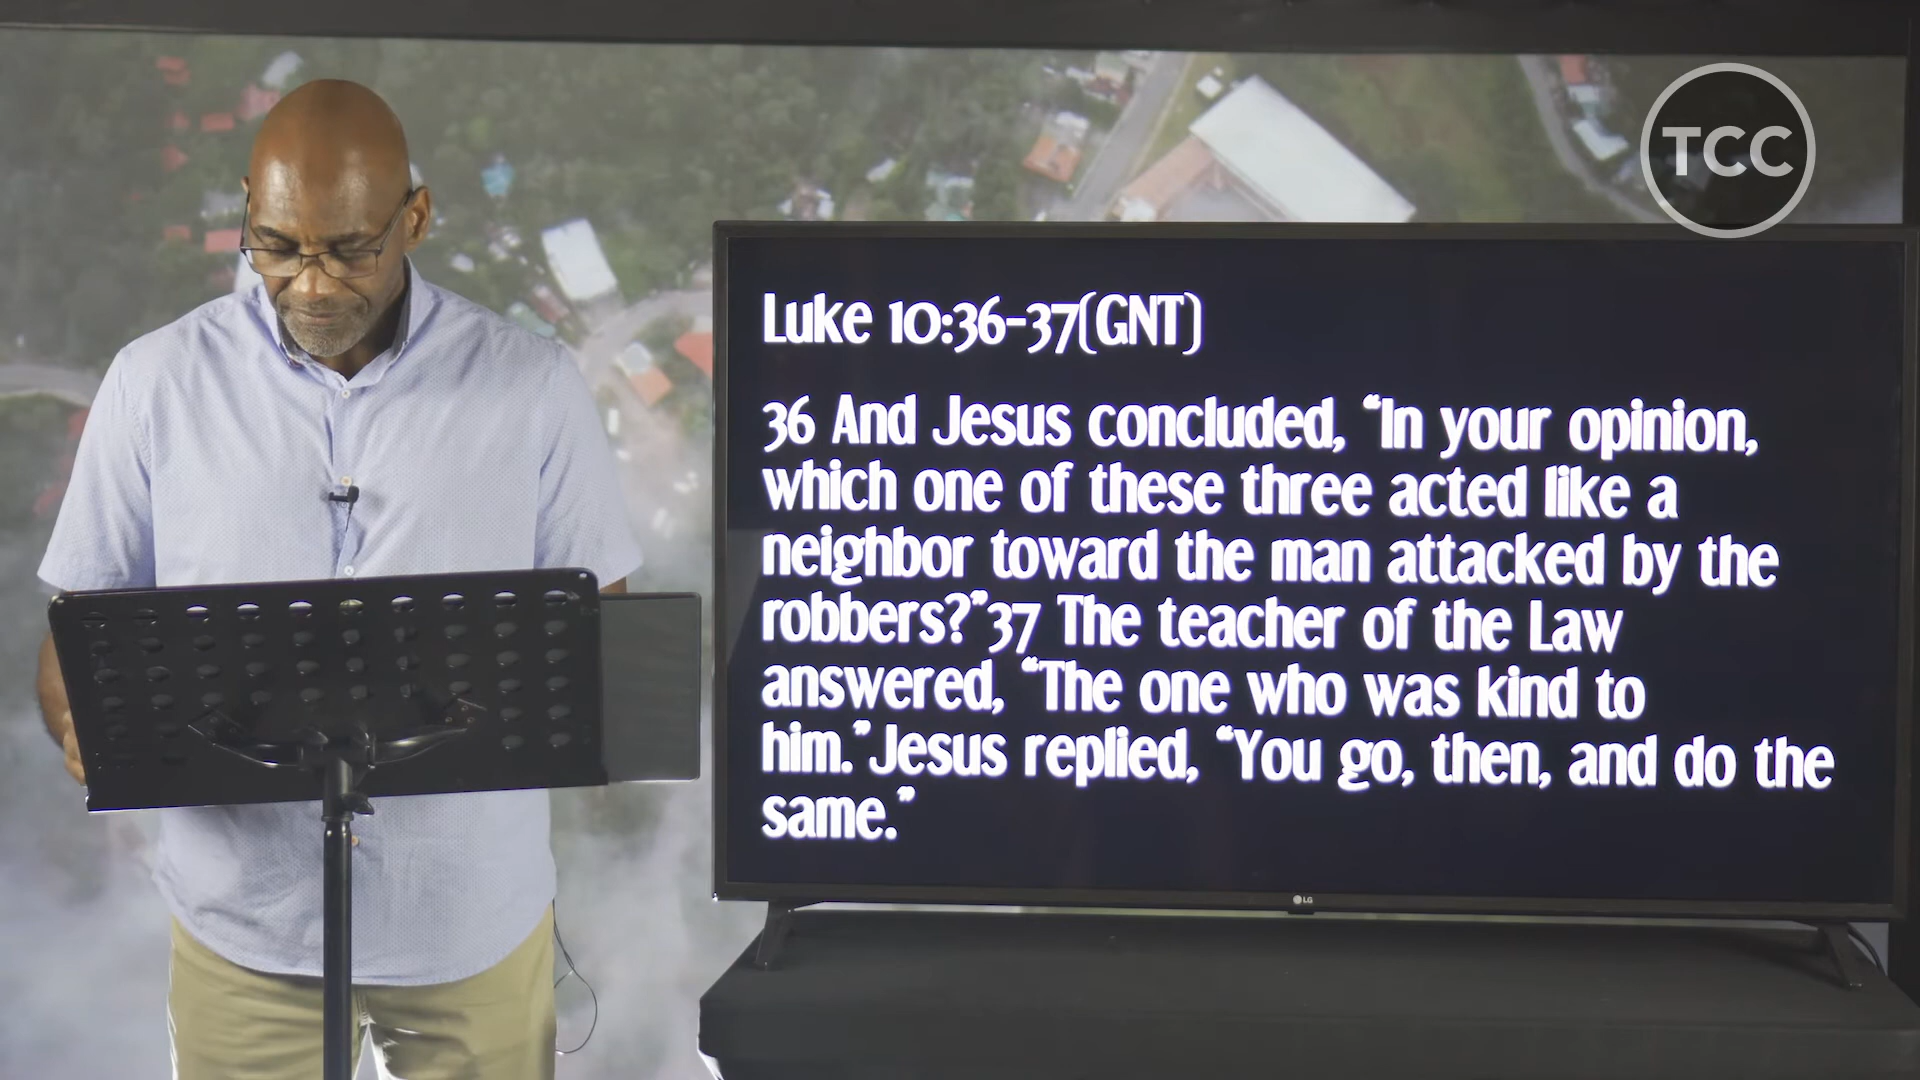 TCC
Luke 10:36-37(GNT)
36 And Jesus concluded, “In your opinion,
which one of these three acted like a
neighbor toward the man attacked by the
robbers?”37 The teacher of the Law
answered, “The one who was kind to
him.”Jesus replied, “You go, then, and do the
same.”
LG